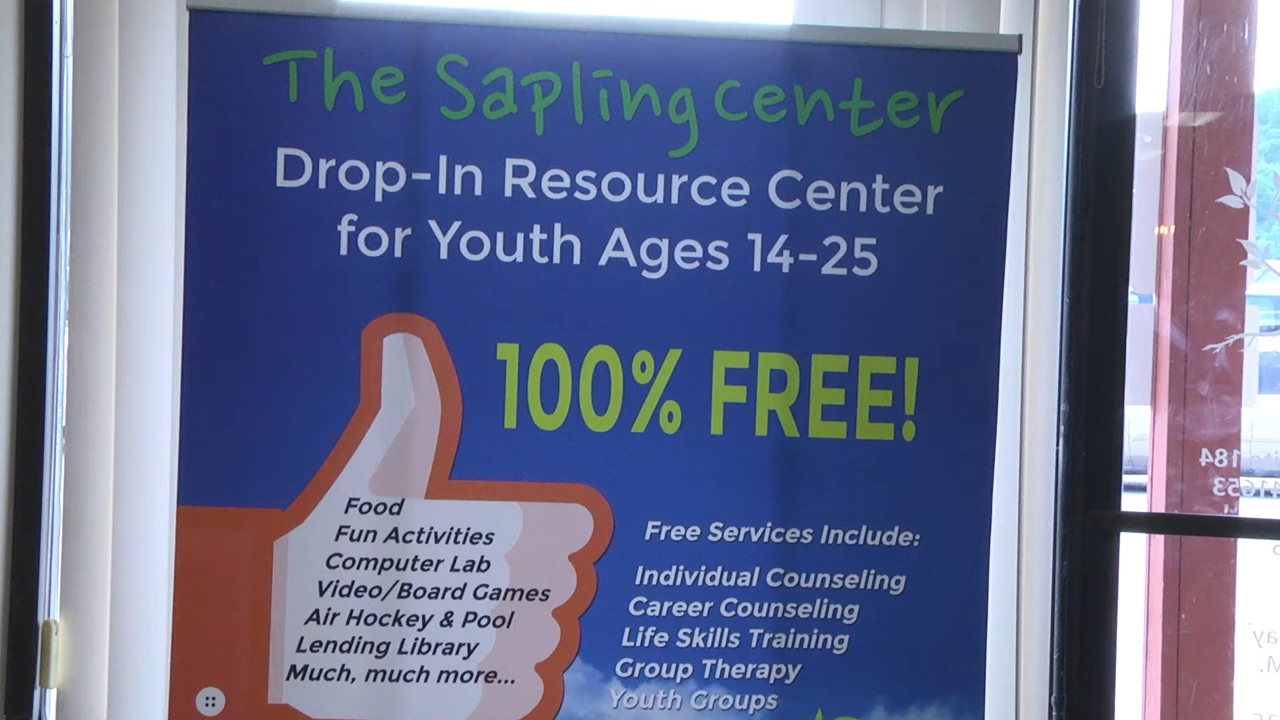 The Sapling center
Drop-In Resource Center
for Youth Ages 14-25
100% FREE!
Food
Fun Activities
Computer Lab
Video/Board Games
Air Hockey & Pool
Lending Library
Much, much more...
Free Services Include:
Individual Counseling
Career Counseling
Life Skills Training
Group Therapy
Youth Groups
184
41653